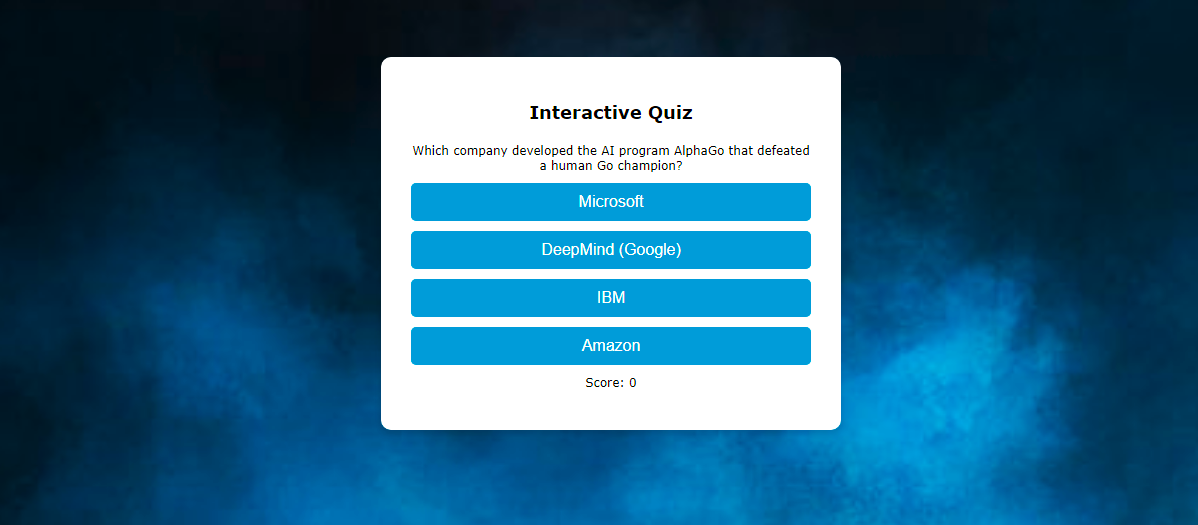 Interactive Quiz
Which company developed the AI program AlphaGo that defeated
a human Go champion?
Microsoft
DeepMind (Google)
IBM
Amazon
Score: 0